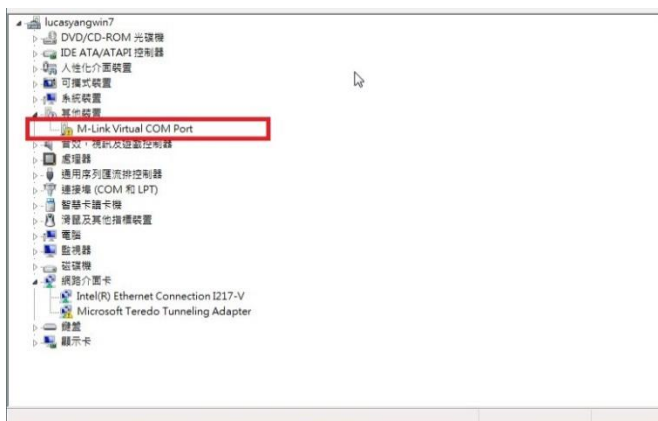 lucasyangwin7
DVD/CD-ROM 光碟機
IDE ATA/ATAPI 控制器
人性化介面裝置
可攜式裝置
系統裝置
其他裝置
M-Link Virtual COM Port
音效，視訊及遊戲控制器
處理器
通用序列匯流排控制器
連接埠 (COM 和 LPT)
智慧卡讀卡機
滑鼠及其他指標裝置
電腦
監視器
磁碟機
網路介面卡
Intel(R) Ethernet Connection I217-V
Microsoft Teredo Tunneling Adapter
鍵盤
顯示卡